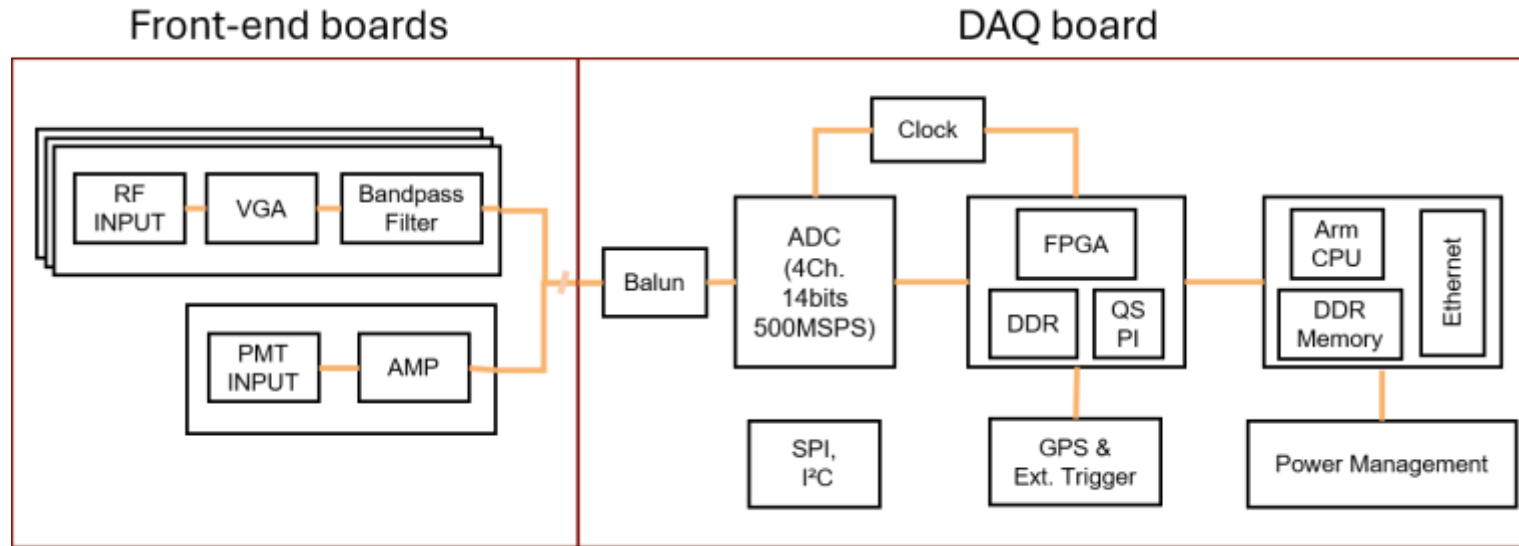 Front-end boards
DAQ board
RF
INPUT
VGA
Bandpass
Filter
PMT
INPUT
AMP
Balun
Clock
ADC
(4Ch.
14bits
500MSPS)
FPGA
DDR
QS
PI
Arm
CPU
DDR
Memory
Ethernet
SPI,
I²C
GPS &
Ext. Trigger
Power Management